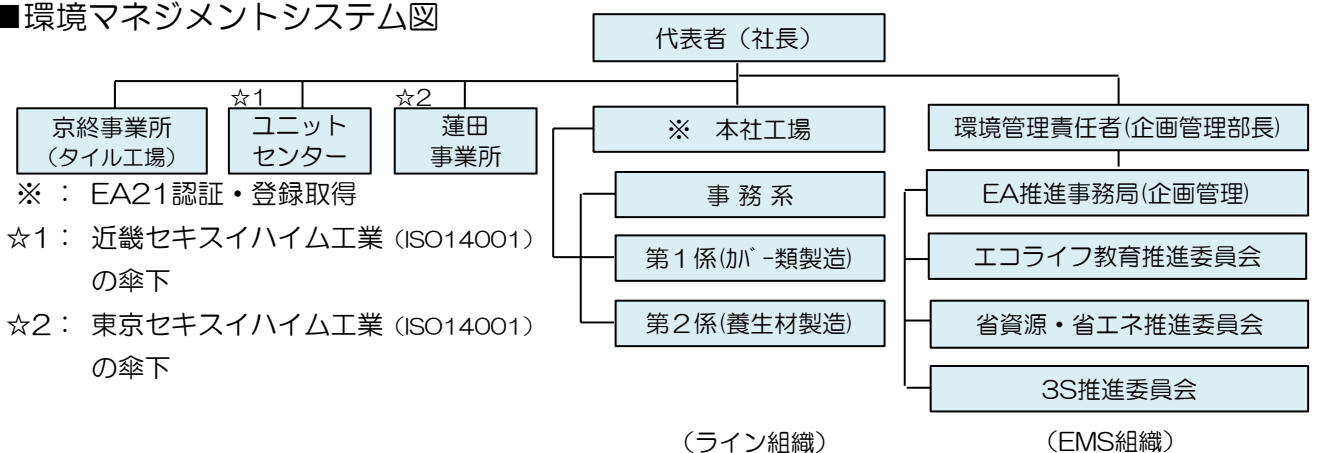 ■環境マネジメントシステム図
代表者（社長）
☆1
☆2
京終事業所
（タイル工場）
ユニット
センター
蓮田
事業所
※　本社工場
環境管理責任者(企画管理部長)
※ ： EA21認証・登録取得
☆1： 近畿セキスイハイム工業（ISO14001）
の傘下
☆2： 東京セキスイハイム工業（ISO14001）
の傘下
事 務 系
第１係(ｶﾊﾞｰ類製造)
第２係(養生材製造)
EA推進事務局(企画管理)
エコライフ教育推進委員会
省資源・省エネ推進委員会
3S推進委員会
（ライン組織）
（EMS組織）